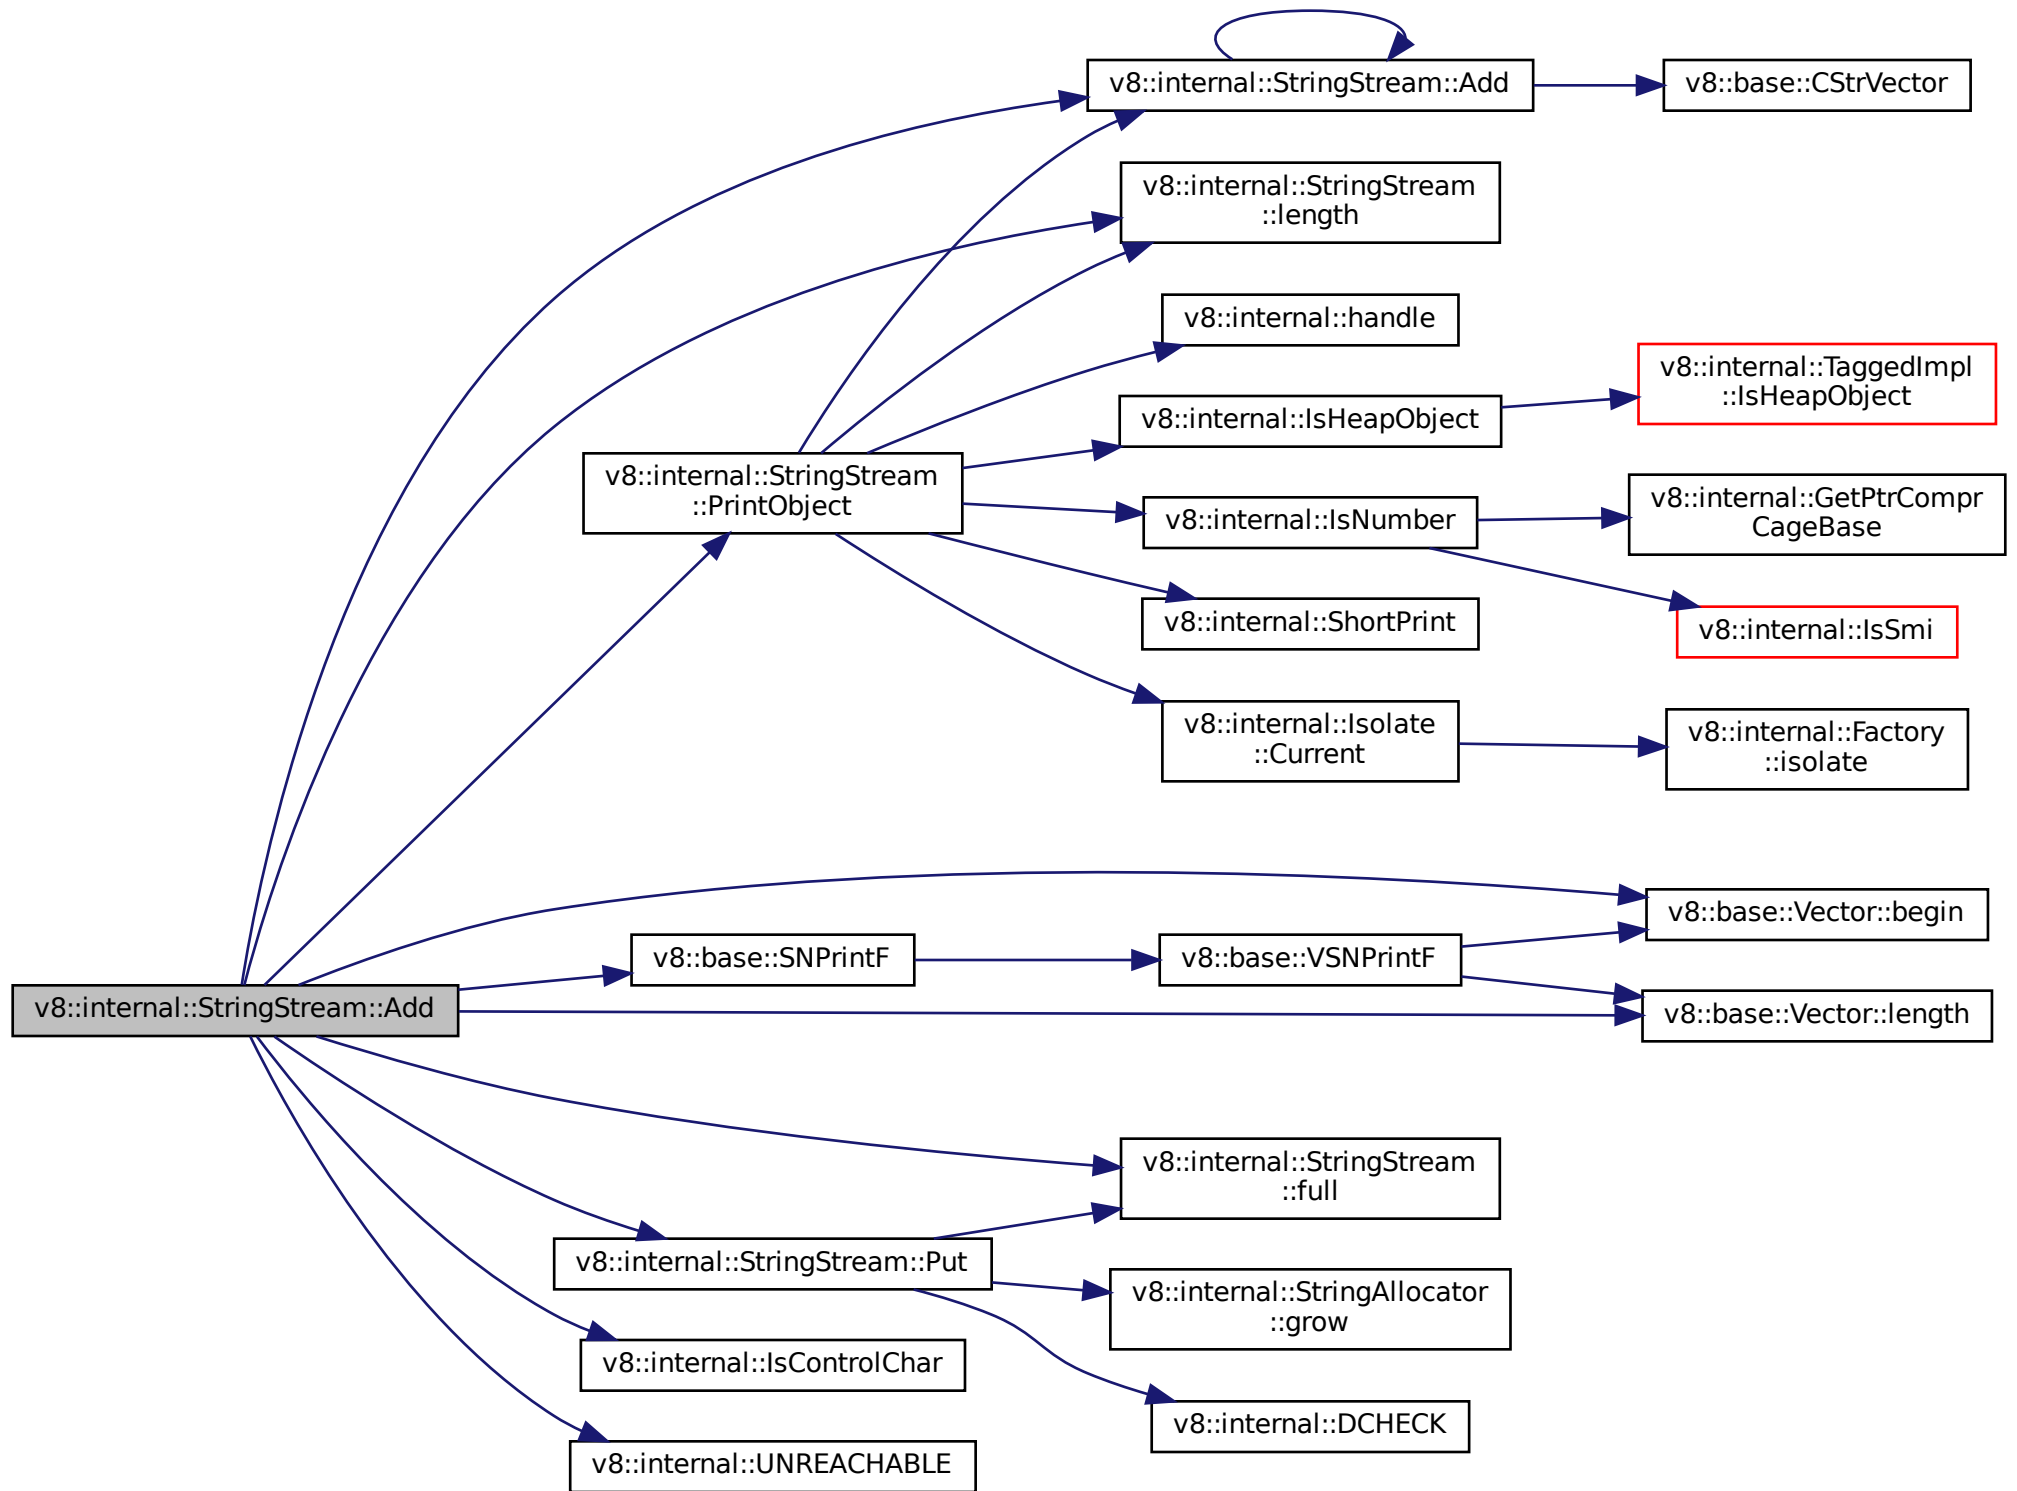 v8::internal::StringStream::Add
v8::base::CStrVector
v8::internal::StringStream
::length
v8::internal::handle
v8::internal::TaggedImpl
::IsHeapObject
v8::internal::IsHeapObject
v8::internal::StringStream
::PrintObject
v8::internal::GetPtrCompr
CageBase
v8::internal::IsNumber
v8::internal::ShortPrint
v8::internal::IsSmi
v8::internal::Isolate
::Current
v8::internal::Factory
::isolate
v8::base::Vector::begin
v8::base::SNPrintF
v8::base::VSNPrintF
v8::internal::StringStream::Add
v8::base::Vector::length
v8::internal::StringStream
::full
v8::internal::StringStream::Put
v8::internal::StringAllocator
::grow
v8::internal::IsControlChar
v8::internal::DCHECK
v8::internal::UNREACHABLE